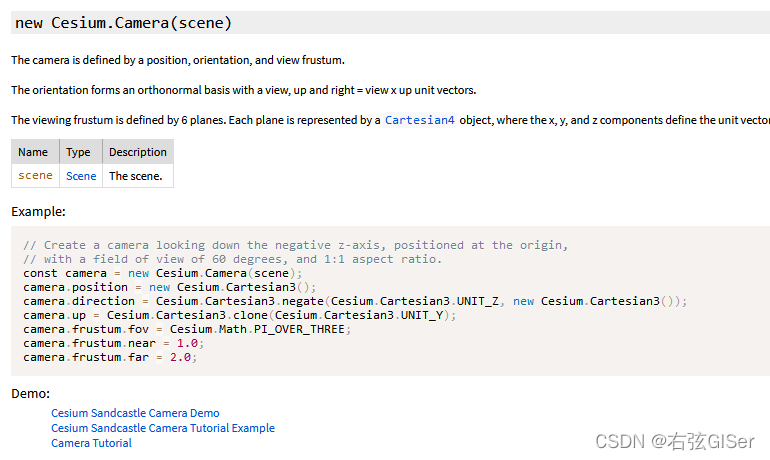 new Cesium.Camera(scene)
The camera is defined by a position, orientation, and view frustum.
The orientation forms an orthonormal basis with a view, up and right = view x up unit vectors.
The viewing frustum is defined by 6 planes. Each plane is represented by a Cartesian4 object, where the x, y, and z components define the unit vector
Name Type Description
scene Scene The scene.
Example:
// Create a camera looking down the negative z-axis, positioned at the origin,
// with a field of view of 60 degrees, and 1:1 aspect ratio.
const camera = new Cesium.Camera(scene);
camera.position = new Cesium.Cartesian3();
camera.direction = Cesium.Cartesian3.negate(Cesium.Cartesian3.UNIT_Z, new Cesium.Cartesian3());
camera.up = Cesium.Cartesian3.clone(Cesium.Cartesian3.UNIT_Y);
camera.frustum.fov = Cesium.Math.PI_OVER_THREE;
camera.frustum.near = 1.0;
camera.frustum.far = 2.0;
Demo:
Cesium Sandcastle Camera Demo
Cesium Sandcastle Camera Tutorial Example
Camera Tutorial
CSDN @右弦GISer